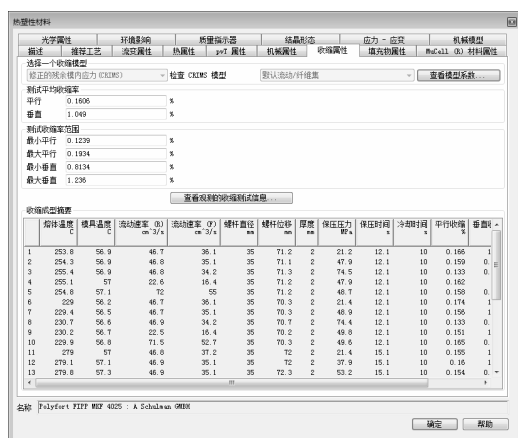 热塑性材料
光学属性 环境影响 质量指示器 结晶形态 应力 - 应变 机械模型
描述 推荐工艺 流变属性 热属性 pvT 属性 机械属性 收缩属性 填充物属性 MuCell (R) 材料属性
选择一个收缩模型
修正的残余模内应力(CRIMS) 检查 CRIMS 模型 默认流动/纤维集 查看模型系数...
测试平均收缩率
平行 0.1606 %
垂直 1.049 %
测试收缩率范围
最小平行 0.1239 %
最大平行 0.1934 %
最小垂直 0.8134 %
最大垂直 1.236 %
查看观测的收缩测试信息...
收缩成型摘要
熔体温度 模具温度 流动速率 (R) 流动速率 (F) 螺杆直径 螺杆位移 厚度 保压压力 保压时间 冷却时间 平行收缩
C C cm^3/s cm^3/s mm mm mm MPa s s %
1 253.8 56.9 46.7 36.1 35 71.2 2 21.2 12.1 10 0.166 1
2 254.3 56.9 46.8 35.1 35 71.1 2 47.9 12.1 10 0.159 0.
3 255.4 56.9 46.8 34.2 35 71.3 2 74.5 12.1 10 0.133 0.
4 255.1 57 22.6 16.4 35 71.2 2 47.9 12.1 10 0.162
5 254.8 57.1 72 55 35 71.2 2 48.7 12.1 10 0.158 0.
6 229 56.2 46.7 36.1 35 70.3 2 21.4 12.1 10 0.174 1
7 229.4 56.5 46.7 35.1 35 70.3 2 48.9 12.1 10 0.156 1
8 230.7 56.6 46.9 34.2 35 70.7 2 74.4 12.1 10 0.133 0.
9 230.2 56.7 22.5 16.4 35 70.2 2 49.8 12.1 10 0.151 1
10 229.9 56.8 71.5 52.7 35 70.3 2 49.6 12.1 10 0.165 0.
11 279 57 46.8 37.2 35 72 2 21.4 15.1 10 0.155 1
12 279.1 57.1 46.9 35.1 35 72 2 37.9 15.1 10 0.16 1
13 279.8 57.3 46.9 35.1 35 72.3 2 53.2 15.1 10 0.154 0.
名称 Polyfort FIPP MKF 4025 : A Schulman GMBH
确定 帮助